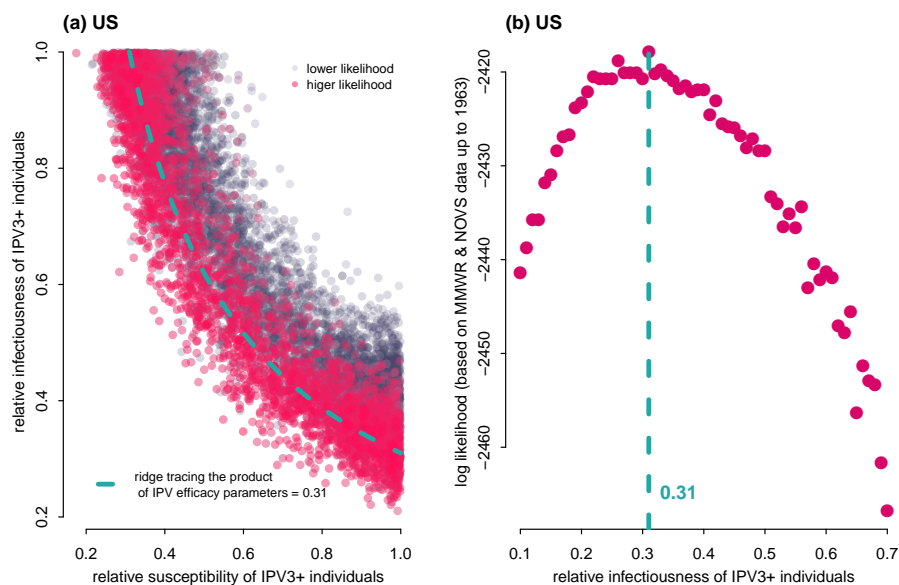 (a) US
1.0
0.8
0.6
0.4
0.2
relative infectiousness of IPV3+ individuals
lower likelihood
higer likelihood
ridge tracing the product
of IPV efficacy parameters = 0.31
0.2
0.4
0.6
0.8
1.0
relative susceptibility of IPV3+ individuals
(b) US
−2420
−2430
−2440
−2450
−2460
log likelihood (based on MMWR & NOVS data up to 1963)
0.31
0.1
0.2
0.3
0.4
0.5
0.6
0.7
relative infectiousness of IPV3+ individuals